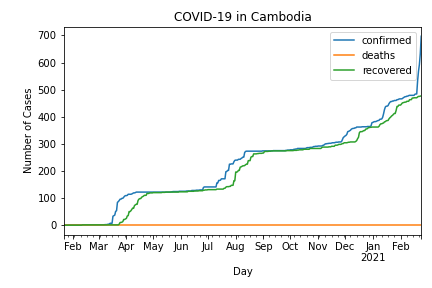 COVID-19 in Cambodia
700
600
500
400
300
200
100
0
Number of Cases
confirmed
deaths
recovered
Feb Mar Apr May Jun Jul Aug Sep Oct Nov Dec Jan Feb
2021
Day